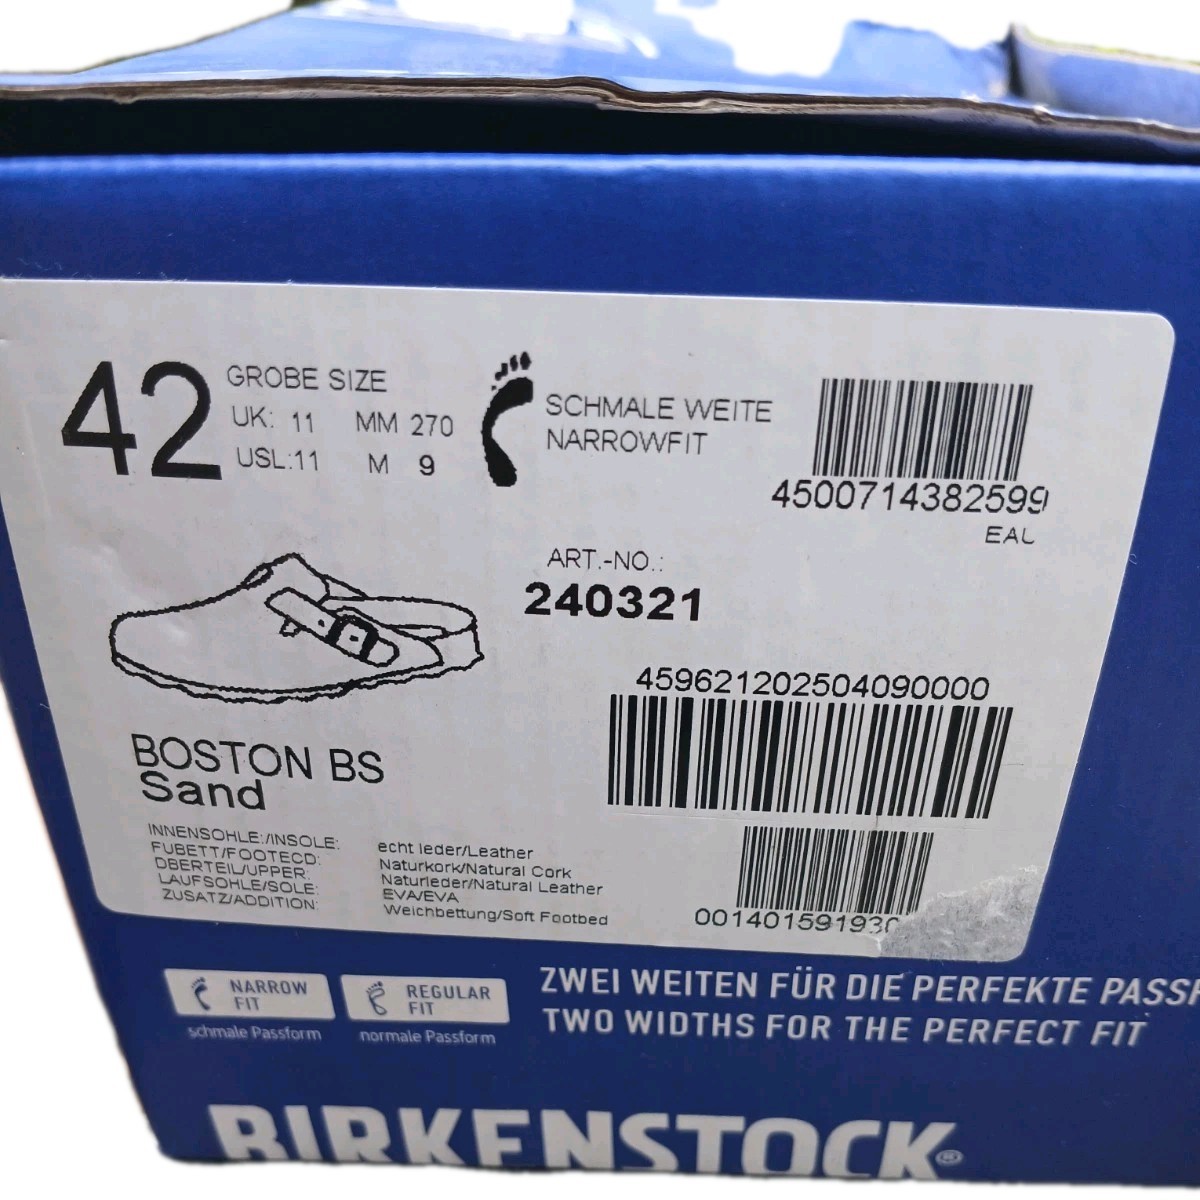 42
GROBE SIZE
UK: 11 MM 270
USL:11 M 9
SCHMALE WEITE
NARROWFIT
4500714382599
EAL
ART.-NO.:
240321
459621202504090000
BOSTON BS
Sand
INNENSOHLE:/INSOLE: echt leder/Leather
FUBETT/FOOTECD: Naturkork/Natural Cork
DBERTEIL/UPPER: Naturleder/Natural Leather
LAUFSOHLE/SOLE: EVA/EVA
ZUSATZ/ADDITION: Weichbettung/Soft Footbed
NARROW
FIT
schmale Passform
REGULAR
FIT
normale Passform
ZWEI WEITEN FÜR DIE PERFEKTE
TWO WIDTHS FOR THE PERFECT FIT
BIRKENSTOCK®